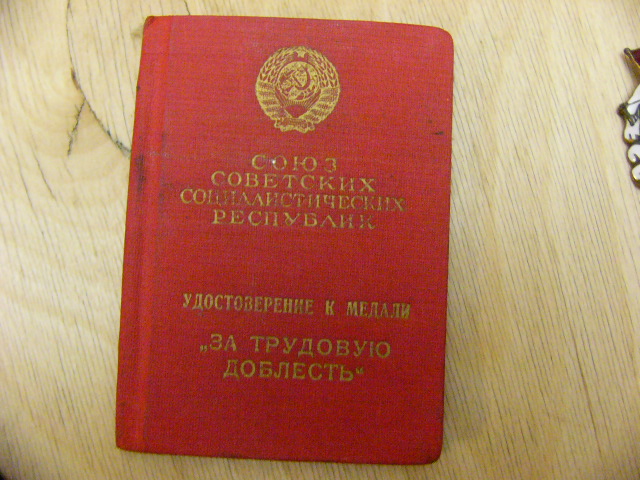 СОЮЗ
СОВЕТСКИХ
СОЦИАЛИСТИЧЕСКИХ
РЕСПУБЛИК
УДОСТОВЕРЕНИЕ К МЕДАЛИ
„ЗА ТРУДОВУЮ
ДОБЛЕСТЬ“